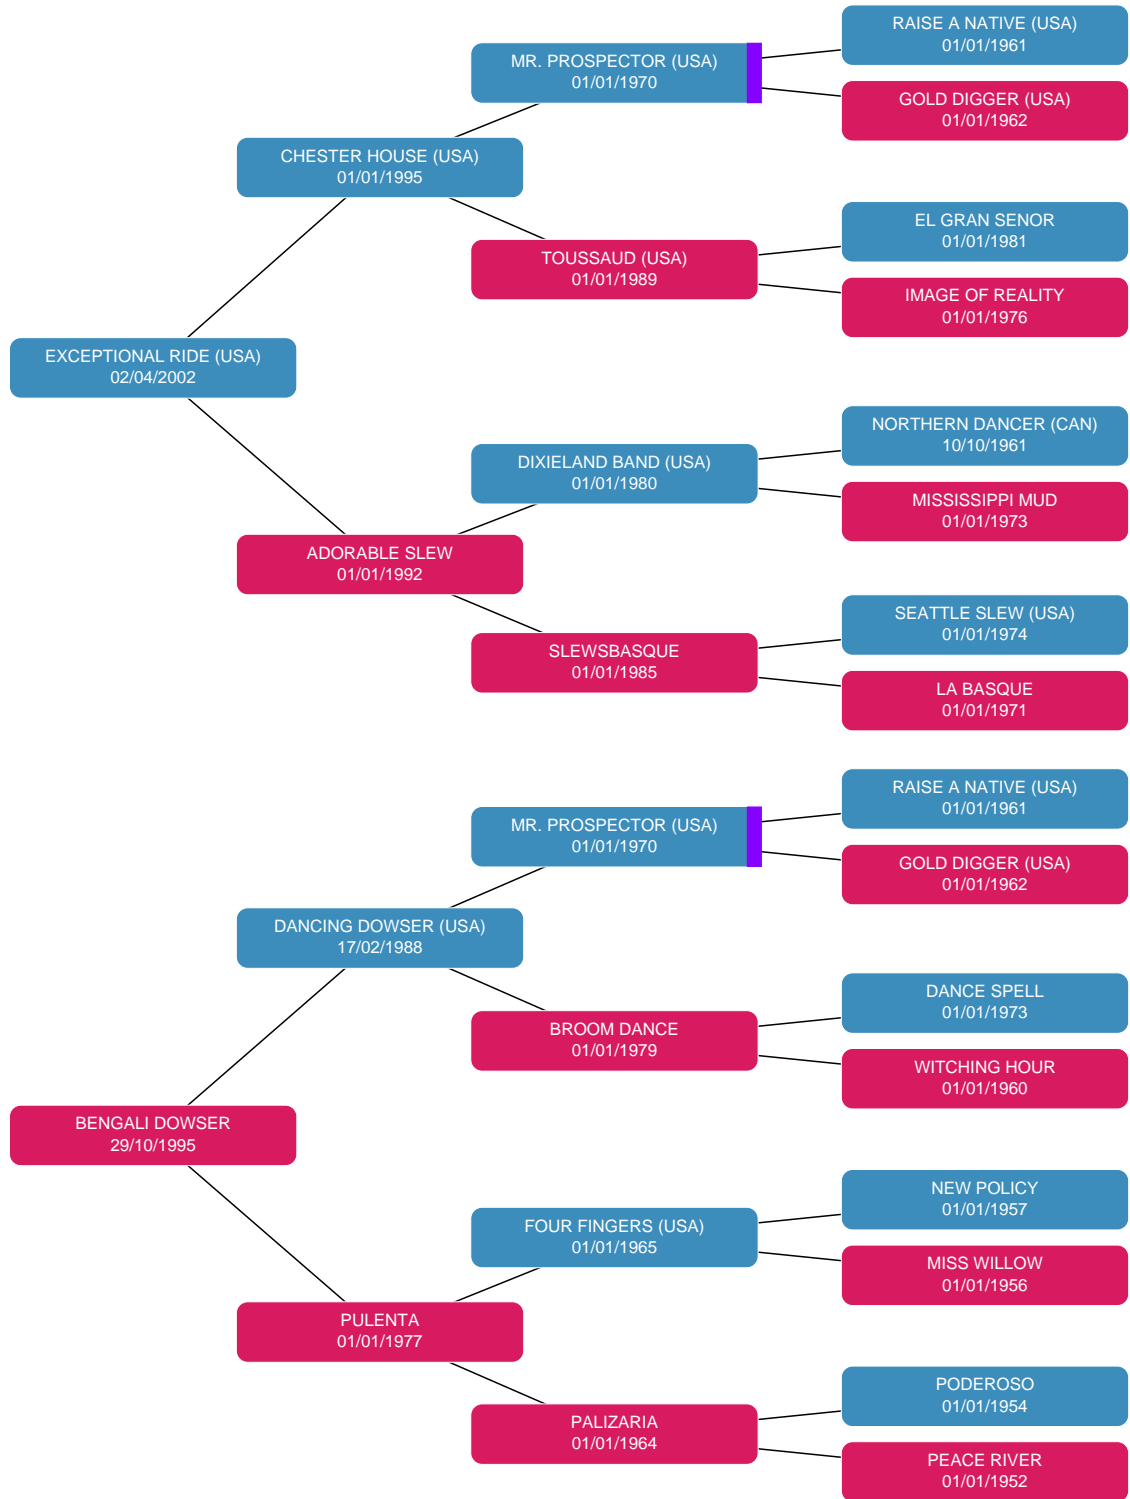 RAISE A NATIVE (USA)
01/01/1961
MR. PROSPECTOR (USA)
01/01/1970
GOLD DIGGER (USA)
01/01/1962
CHESTER HOUSE (USA)
01/01/1995
EL GRAN SENOR
01/01/1981
TOUSSAUD (USA)
01/01/1989
IMAGE OF REALITY
01/01/1976
EXCEPTIONAL RIDE (USA)
02/04/2002
NORTHERN DANCER (CAN)
10/10/1961
DIXIELAND BAND (USA)
01/01/1980
MISSISSIPPI MUD
01/01/1973
ADORABLE SLEW
01/01/1992
SEATTLE SLEW (USA)
01/01/1974
SLEWSBASQUE
01/01/1985
LA BASQUE
01/01/1971
RAISE A NATIVE (USA)
01/01/1961
MR. PROSPECTOR (USA)
01/01/1970
GOLD DIGGER (USA)
01/01/1962
DANCING DOWSER (USA)
17/02/1988
DANCE SPELL
01/01/1973
BROOM DANCE
01/01/1979
WITCHING HOUR
01/01/1960
BENGALI DOWSER
29/10/1995
NEW POLICY
01/01/1957
FOUR FINGERS (USA)
01/01/1965
MISS WILLOW
01/01/1956
PULENTA
01/01/1977
PODEROSO
01/01/1954
PALIZARIA
01/01/1964
PEACE RIVER
01/01/1952